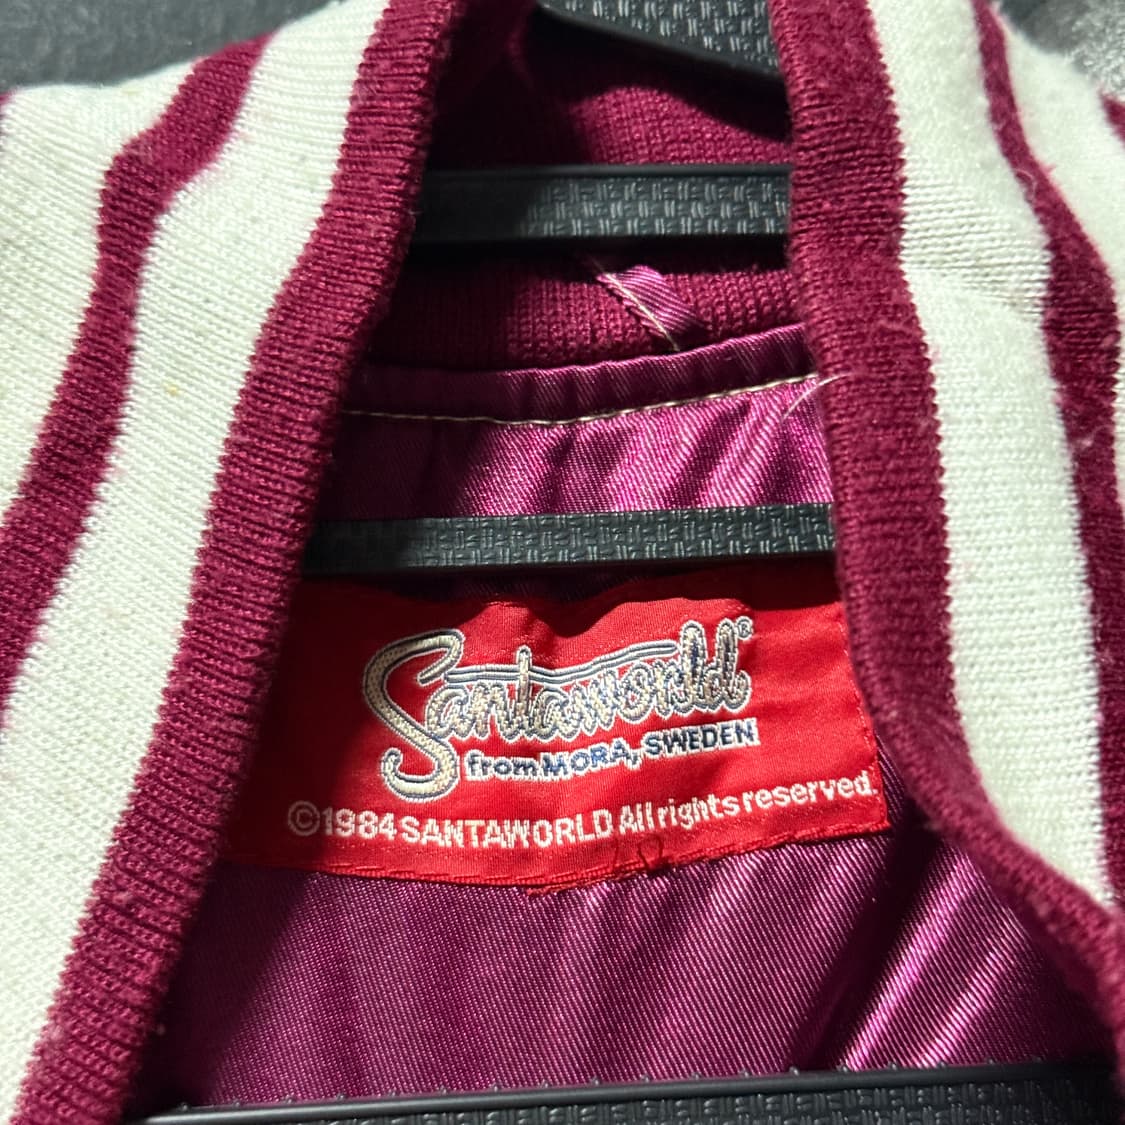 Santaworld®
from MORA, SWEDEN
©1984 SANTAWORLD All rights reserved.